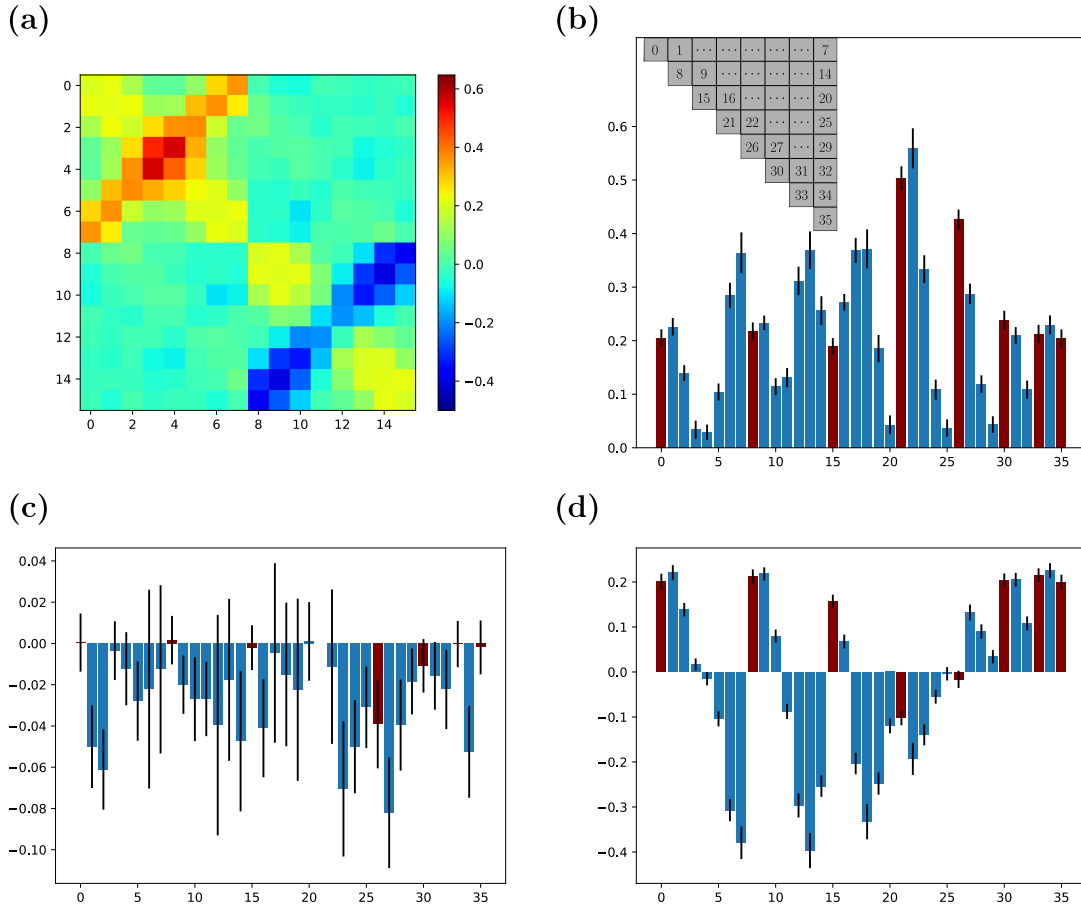 (a)
0
2
4
6
8
10
12
14
0 2 4 6 8 10 12 14
0.6
0.4
0.2
0.0
−0.2
−0.4
(b)
0 1 ··· ··· ··· ··· 7
8 9 ··· ··· ··· ··· 14
15 16 ··· ··· ··· 20
21 22 ··· ··· 25
26 27 ··· 29
30 31 32
33 34
35
0.6
0.5
0.4
0.3
0.2
0.1
0.0
0 5 10 15 20 25 30 35
(c)
0.04
0.02
0.00
−0.02
−0.04
−0.06
−0.08
−0.10
0 5 10 15 20 25 30 35
(d)
0.2
0.1
0.0
−0.1
−0.2
−0.3
−0.4
0 5 10 15 20 25 30 35